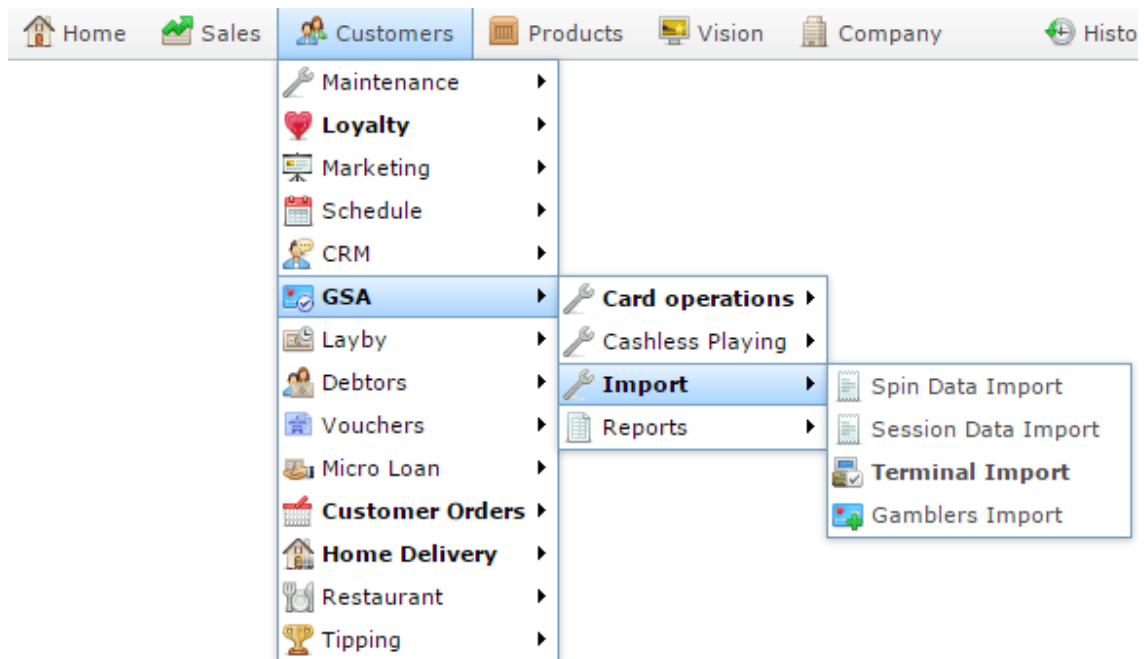 Home Sales Customers Products Vision Company Histo
Maintenance
Loyalty
Marketing
Schedule
CRM
GSA
Layby
Debtors
Vouchers
Micro Loan
Customer Orders
Home Delivery
Restaurant
Tipping
Card operations
Cashless Playing
Import
Reports
Spin Data Import
Session Data Import
Terminal Import
Gamblers Import